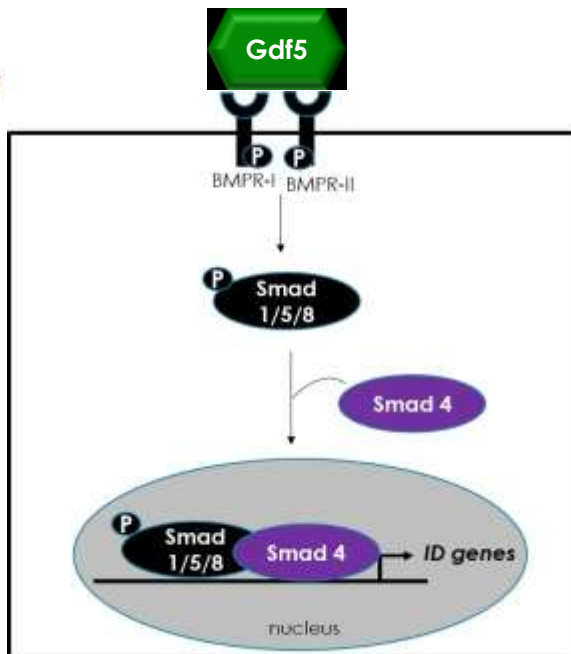 Gdf5
P P
BMPR-I BMPR-II
P
Smad
1/5/8
Smad 4
P
Smad
1/5/8
Smad 4
ID genes
nucleus